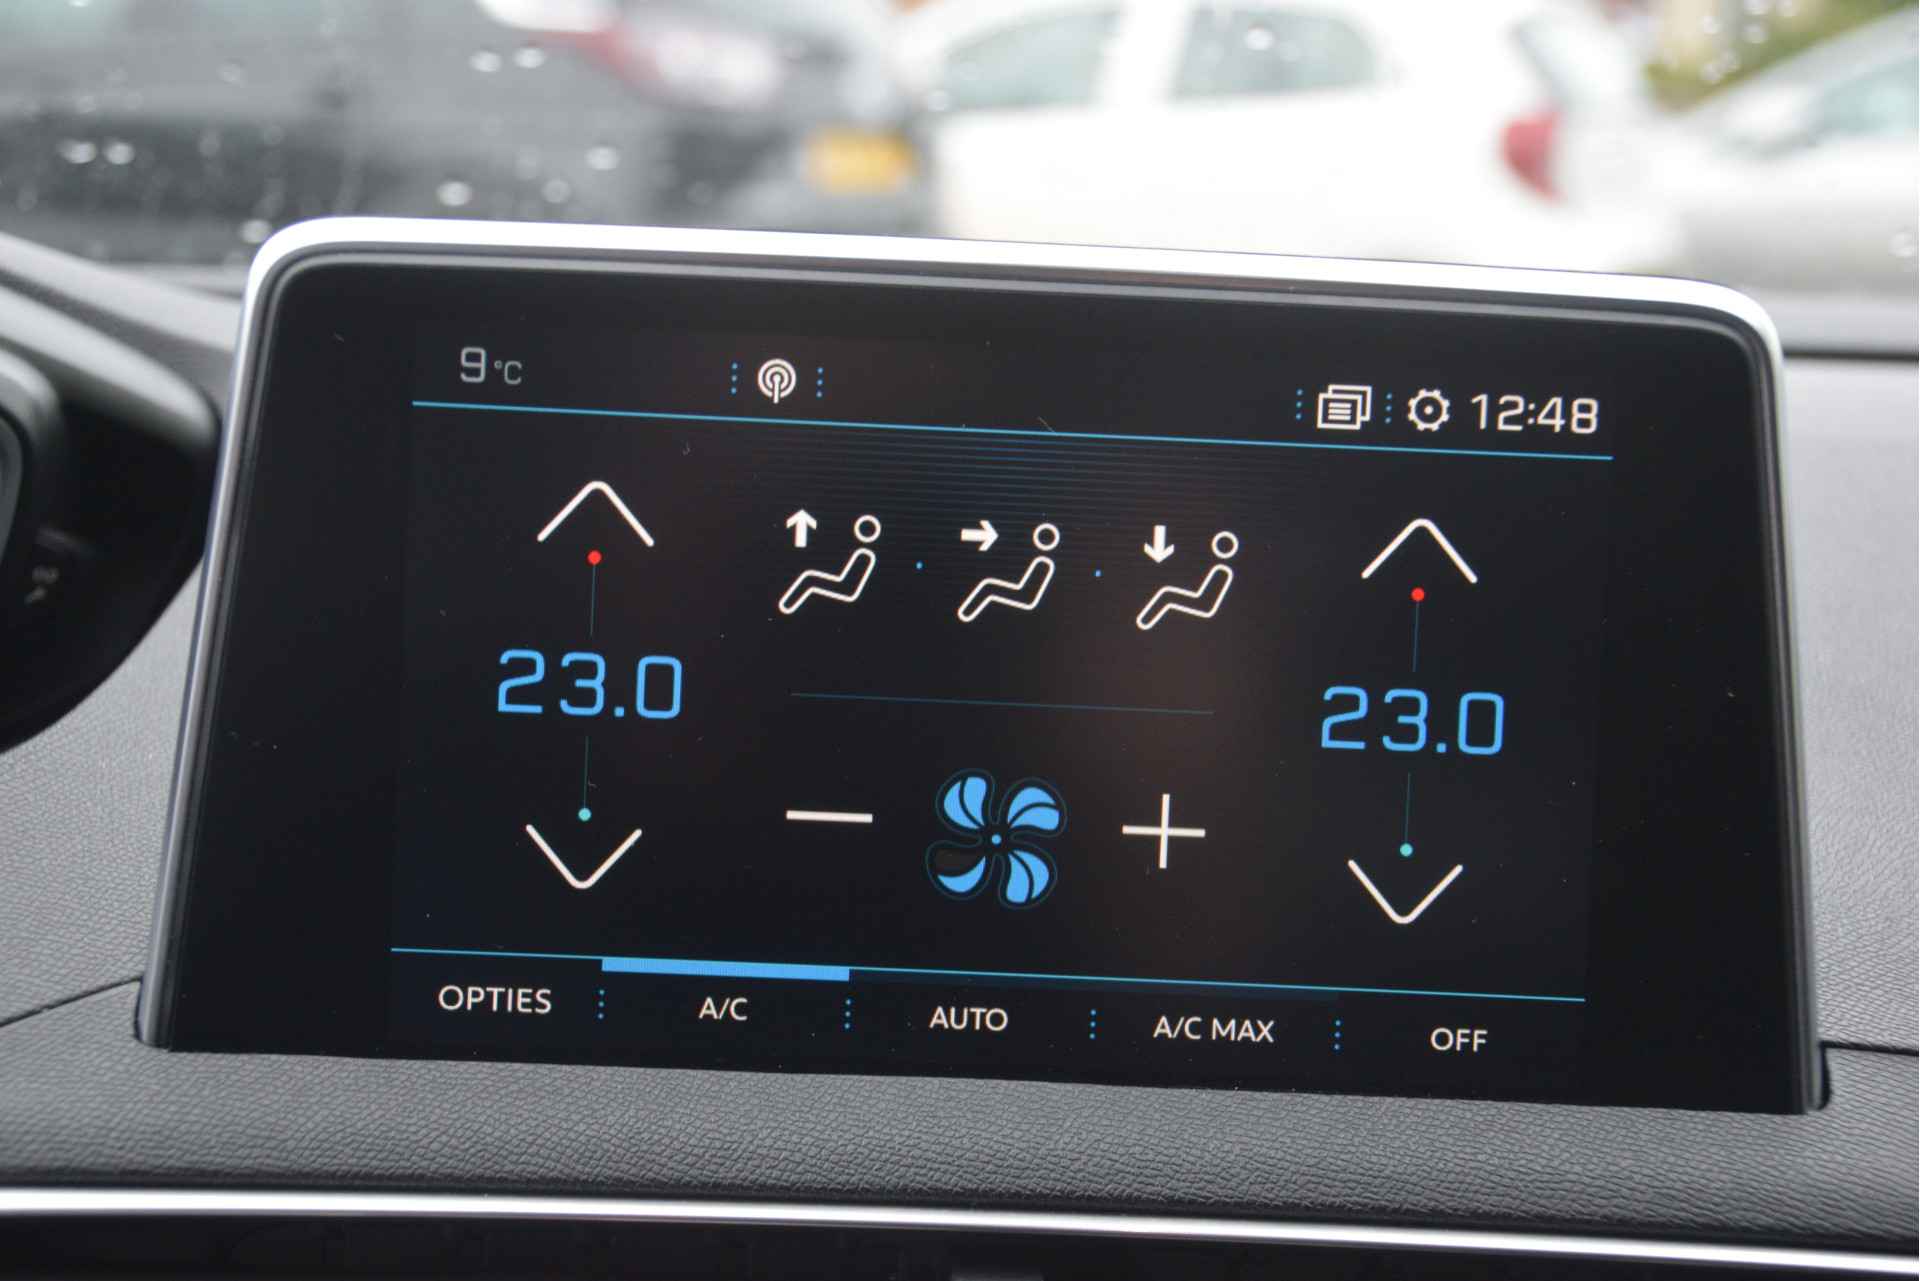 9°C
12:48
23.0
23.0
OPTIES
A/C
AUTO
A/C MAX
OFF